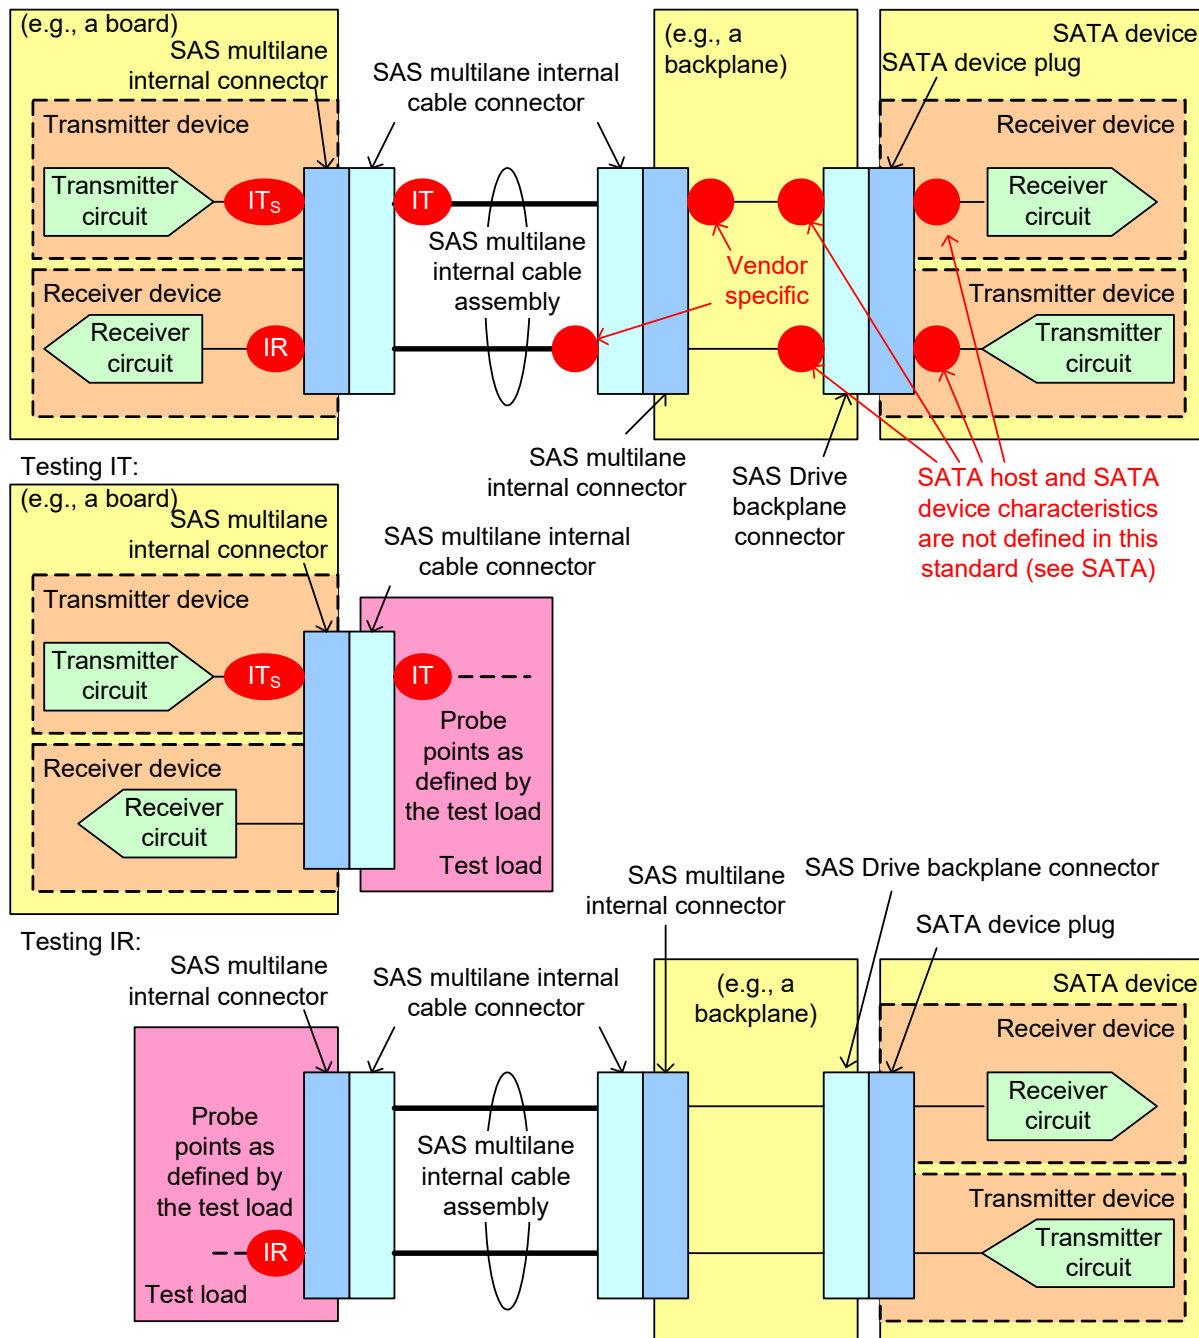 (e.g., a board)
SAS multilane
internal connector
SAS multilane internal
cable connector
(e.g., a
backplane)
SATA device
SATA device plug
Transmitter device
Receiver device
Transmitter
circuit
ITS
IT
Receiver
circuit
SAS multilane
internal cable
assembly
Vendor
specific
Receiver device
Transmitter device
Receiver
circuit
IR
Transmitter
circuit
SAS multilane
internal connector
SAS Drive
backplane
connector
SATA host and SATA
device characteristics
are not defined in this
standard (see SATA)
Testing IT:
(e.g., a board)
SAS multilane
internal connector
SAS multilane internal
cable connector
Transmitter device
Transmitter
circuit
ITS
IT
Probe
points as
defined by
the test load
Receiver device
Receiver
circuit
Test load
Testing IR:
SAS multilane
internal connector
SAS multilane internal
cable connector
SAS multilane
internal connector
SAS Drive backplane connector
SATA device plug
(e.g., a
backplane)
SATA device
Receiver device
Receiver
circuit
Probe
points as
defined by
the test load
SAS multilane
internal cable
assembly
IR
Test load
Transmitter device
Transmitter
circuit